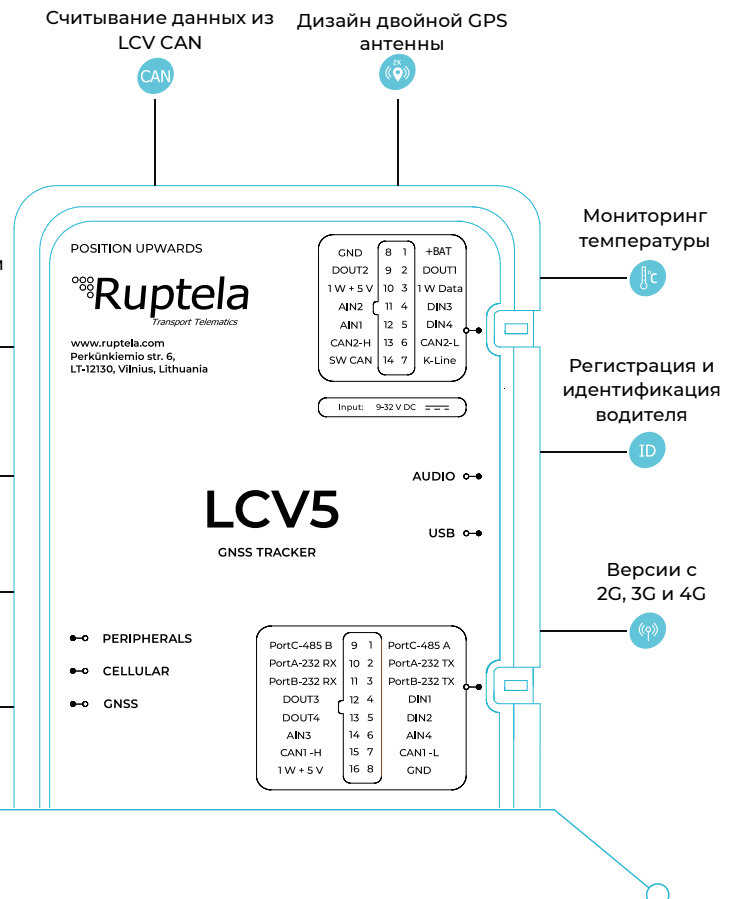 Считывание данных из
LCV CAN
CAN
Дизайн двойной GPS
антенны
2X
Мониторинг
температуры
°C
Регистрация и
идентификация
водителя
ID
Версии с
2G, 3G и 4G
POSITION UPWARDS
Ruptela
Transport Telematics
www.ruptela.com
Perkūnkiemio str. 6,
LT-12130, Vilnius, Lithuania
GND 8 1 +BAT
DOUT2 9 2 DOUT1
1 W + 5 V 10 3 1 W Data
AIN2 11 4 DIN3
AIN1 12 5 DIN4
CAN2-H 13 6 CAN2-L
SW CAN 14 7 K-Line
Input: 9-32 V DC
AUDIO
USB
LCV5
GNSS TRACKER
PERIPHERALS
CELLULAR
GNSS
PortC-485 B 9 1 PortC-485 A
PortA-232 RX 10 2 PortA-232 TX
PortB-232 RX 11 3 PortB-232 TX
DOUT3 12 4 DIN1
DOUT4 13 5 DIN2
AIN3 14 6 AIN4
CAN1 -H 15 7 CAN1 -L
1 W + 5 V 16 8 GND